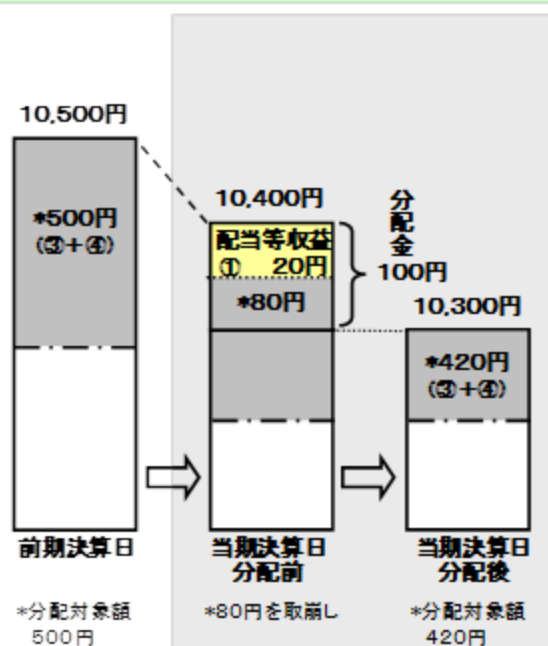 10,500円
*500円
(③+④)
前期決算日
*分配対象額
500円
10,400円
配当等収益
① 20円
*80円
分配金
100円
当期決算日
分配前
*80円を取崩し
10,300円
*420円
(③+④)
当期決算日
分配後
*分配対象額
420円